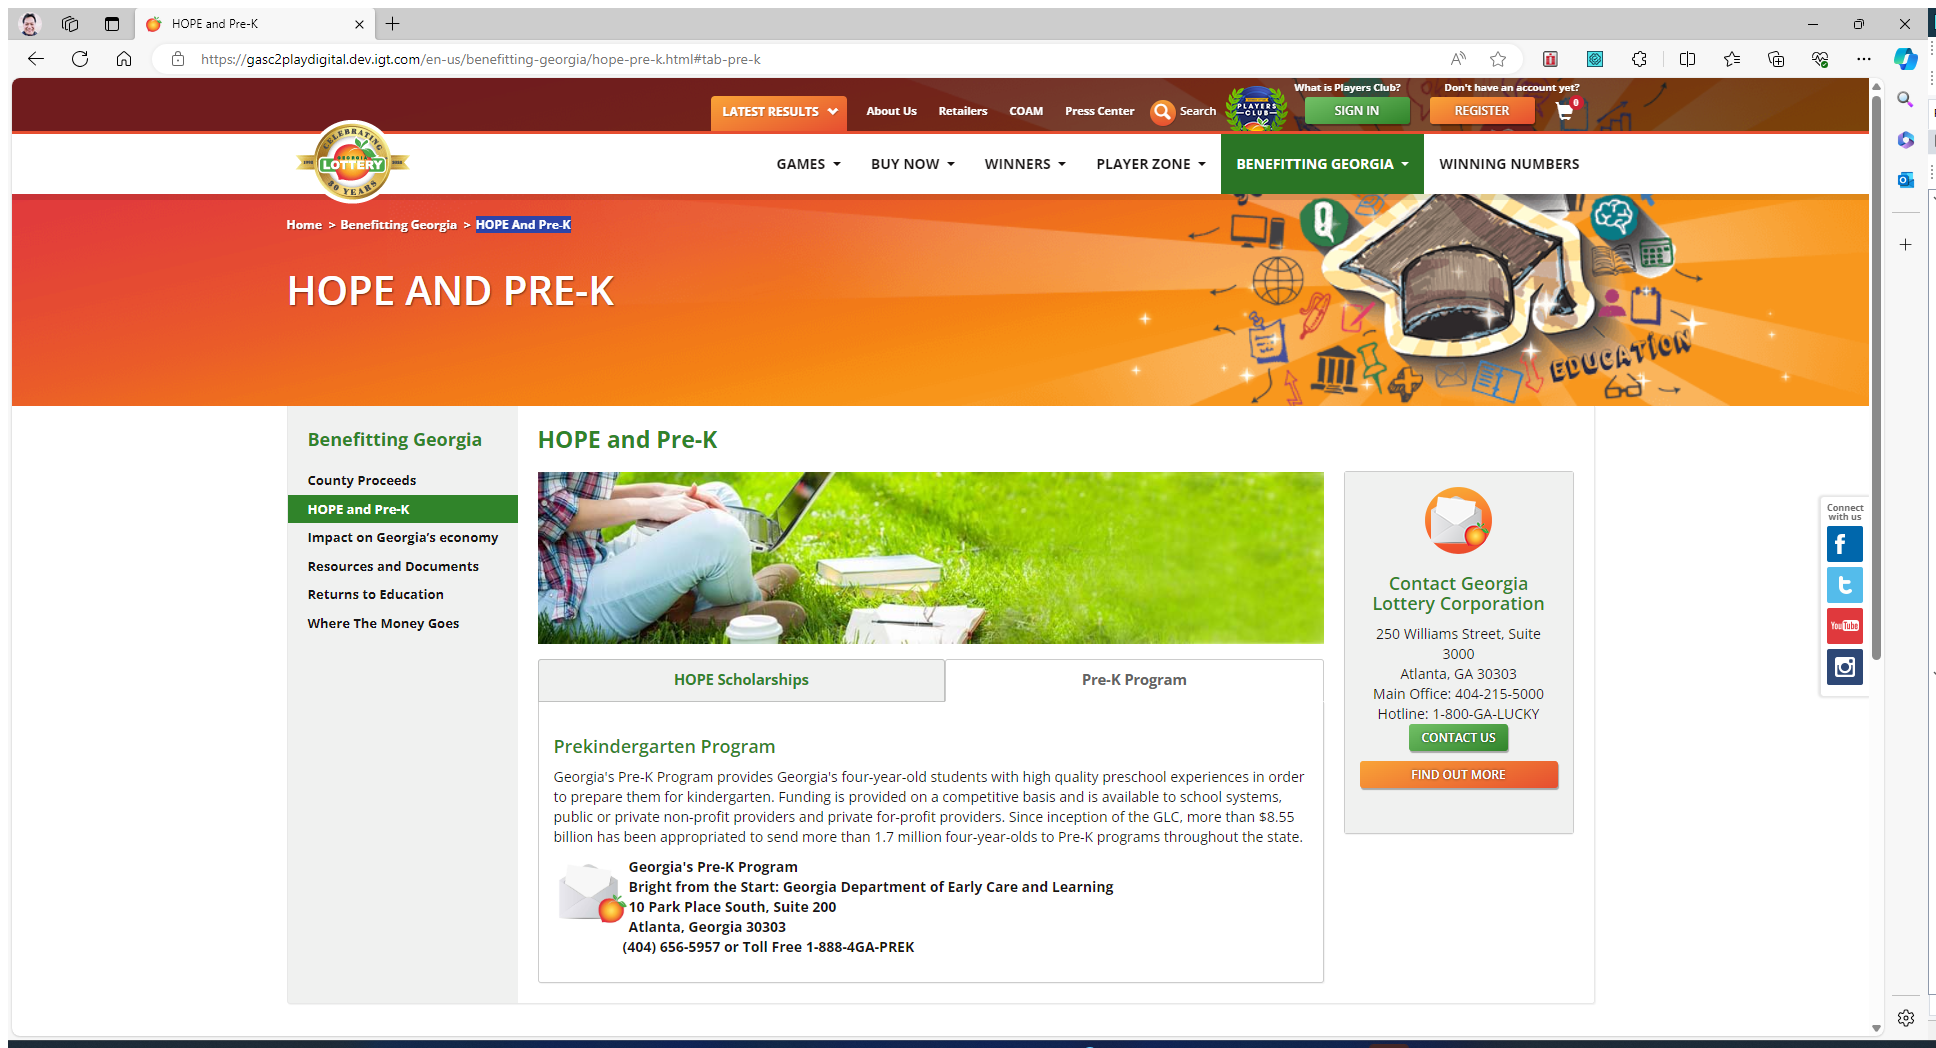 HOPE and Pre-K
https://gasc2playdigital.dev.igt.com/en-us/benefitting-georgia/hope-pre-k.html#tab-pre-k
What is Players Club?
Don't have an account yet?
LATEST RESULTS
About Us
Retailers
COAM
Press Center
Search
PLAYERS CLUB
SIGN IN
REGISTER
0
CELEBRATING
GEORGIA
LOTTERY
30 YEARS
GAMES
BUY NOW
WINNERS
PLAYER ZONE
BENEFITTING GEORGIA
WINNING NUMBERS
Home > Benefitting Georgia > HOPE And Pre-K
HOPE AND PRE-K
Q
EDUCATION
Benefitting Georgia
County Proceeds
HOPE and Pre-K
Impact on Georgia’s economy
Resources and Documents
Returns to Education
Where The Money Goes
HOPE and Pre-K
HOPE Scholarships
Pre-K Program
Prekindergarten Program
Georgia's Pre-K Program provides Georgia's four-year-old students with high quality preschool experiences in order
to prepare them for kindergarten. Funding is provided on a competitive basis and is available to school systems,
public or private non-profit providers and private for-profit providers. Since inception of the GLC, more than $8.55
billion has been appropriated to send more than 1.7 million four-year-olds to Pre-K programs throughout the state.
Georgia's Pre-K Program
Bright from the Start: Georgia Department of Early Care and Learning
10 Park Place South, Suite 200
Atlanta, Georgia 30303
(404) 656-5957 or Toll Free 1-888-4GA-PREK
Contact Georgia
Lottery Corporation
250 Williams Street, Suite
3000
Atlanta, GA 30303
Main Office: 404-215-5000
Hotline: 1-800-GA-LUCKY
CONTACT US
FIND OUT MORE
Connect
with us
You Tube